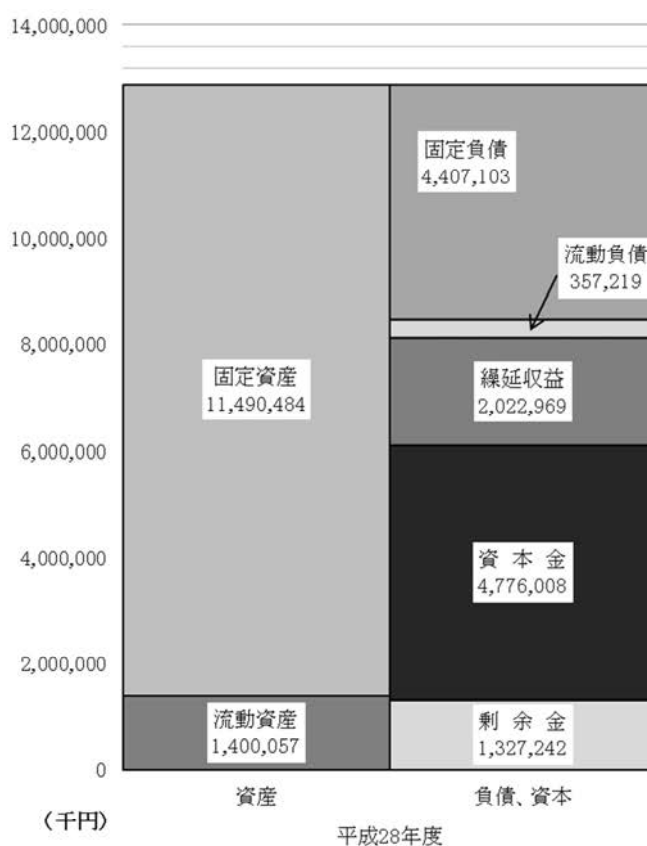 14,000,000
12,000,000
10,000,000
8,000,000
6,000,000
4,000,000
2,000,000
0
(千円)
固定資産
11,490,484
流動資産
1,400,057
固定負債
4,407,103
流動負債
357,219
繰延収益
2,022,969
資 本 金
4,776,008
剰 余 金
1,327,242
資産
負債、資本
平成28年度